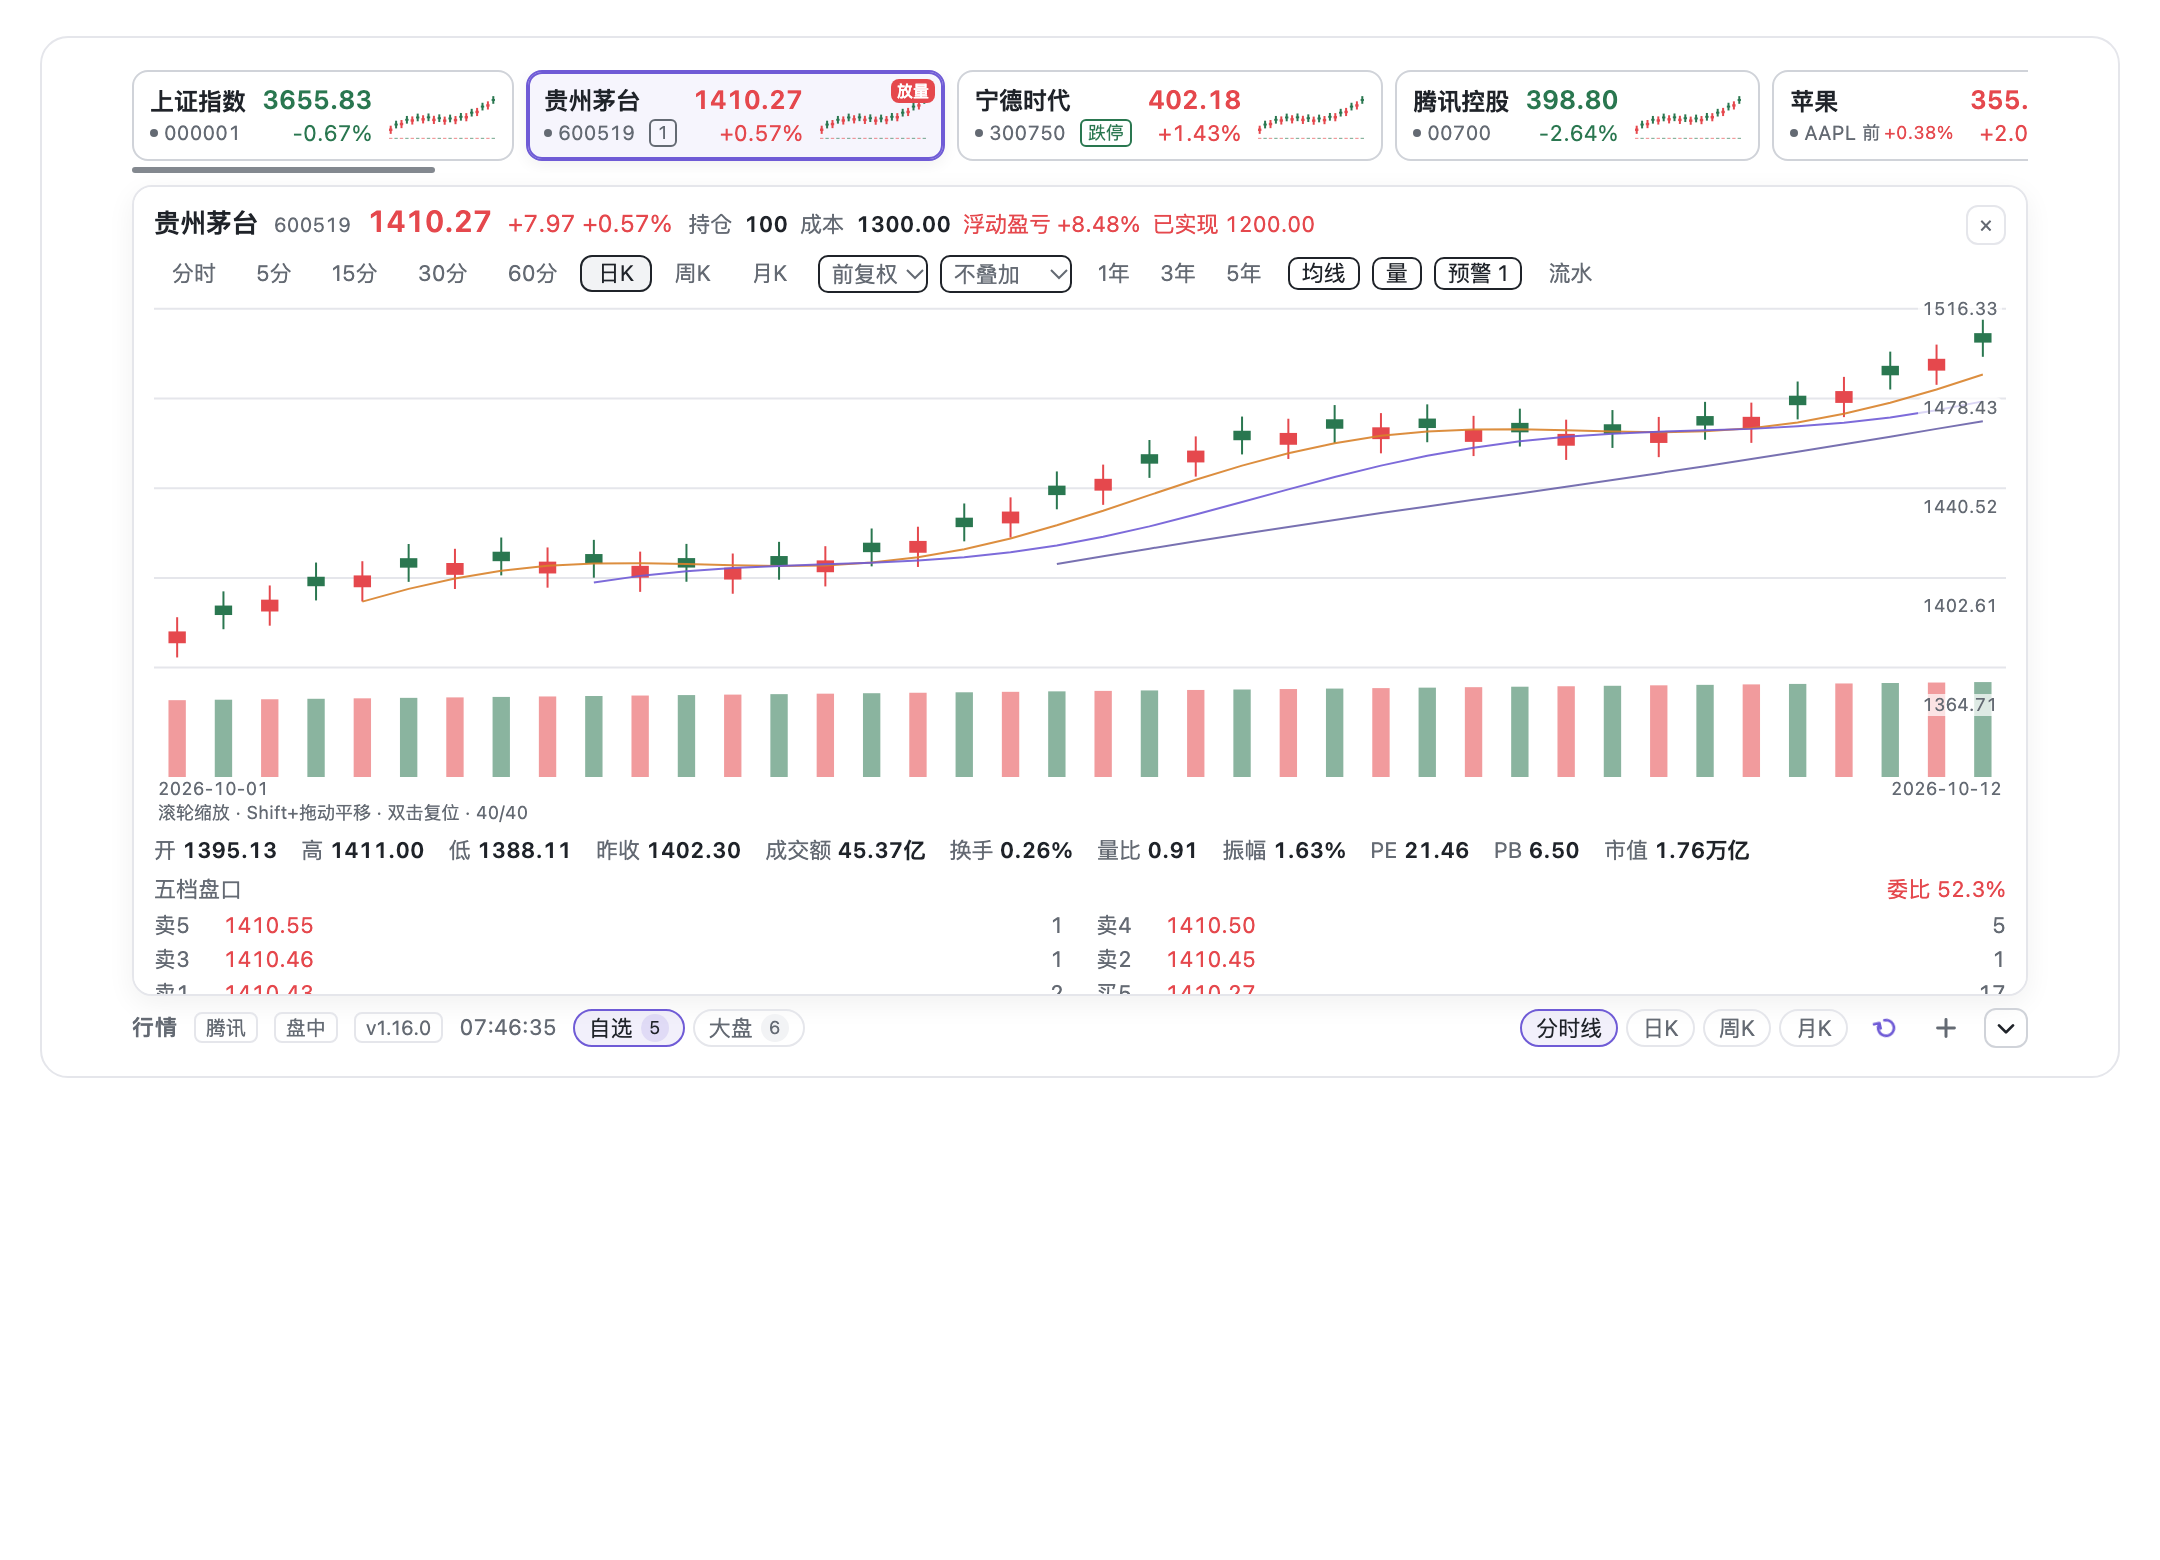 上证指数 3655.83
000001 -0.67%
贵州茅台 1410.27 放量
600519 1 +0.57%
宁德时代 402.18
300750 跌停 +1.43%
腾讯控股 398.80
00700 -2.64%
苹果 355.
AAPL 前+0.38% +2.0
贵州茅台 600519 1410.27 +7.97 +0.57% 持仓 100 成本 1300.00 浮动盈亏 +8.48% 已实现 1200.00 ×
分时 5分 15分 30分 60分 日K 周K 月K 前复权 不叠加 1年 3年 5年 均线 量 预警 1 流水
1516.33
1478.43
1440.52
1402.61
1364.71
2026-10-01 2026-10-12
滚轮缩放 · Shift+拖动平移 · 双击复位 · 40/40
开 1395.13 高 1411.00 低 1388.11 昨收 1402.30 成交额 45.37亿 换手 0.26% 量比 0.91 振幅 1.63% PE 21.46 PB 6.50 市值 1.76万亿
五档盘口 委比 52.3%
卖5 1410.55 1 卖4 1410.50 5
卖3 1410.46 1 卖2 1410.45 1
卖1 1410.43 2 买5 1410.27 17
行情 腾讯 盘中 v1.16.0 07:46:35 自选 5 大盘 6 分时线 日K 周K 月K